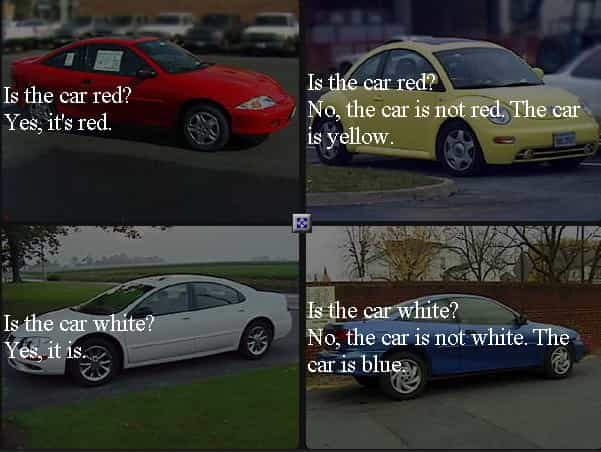 Is the car red?
Yes, it's red.
Is the car red?
No, the car is not red. The car
is yellow.
Is the car white?
Yes, it is.
Is the car white?
No, the car is not white. The
car is blue.